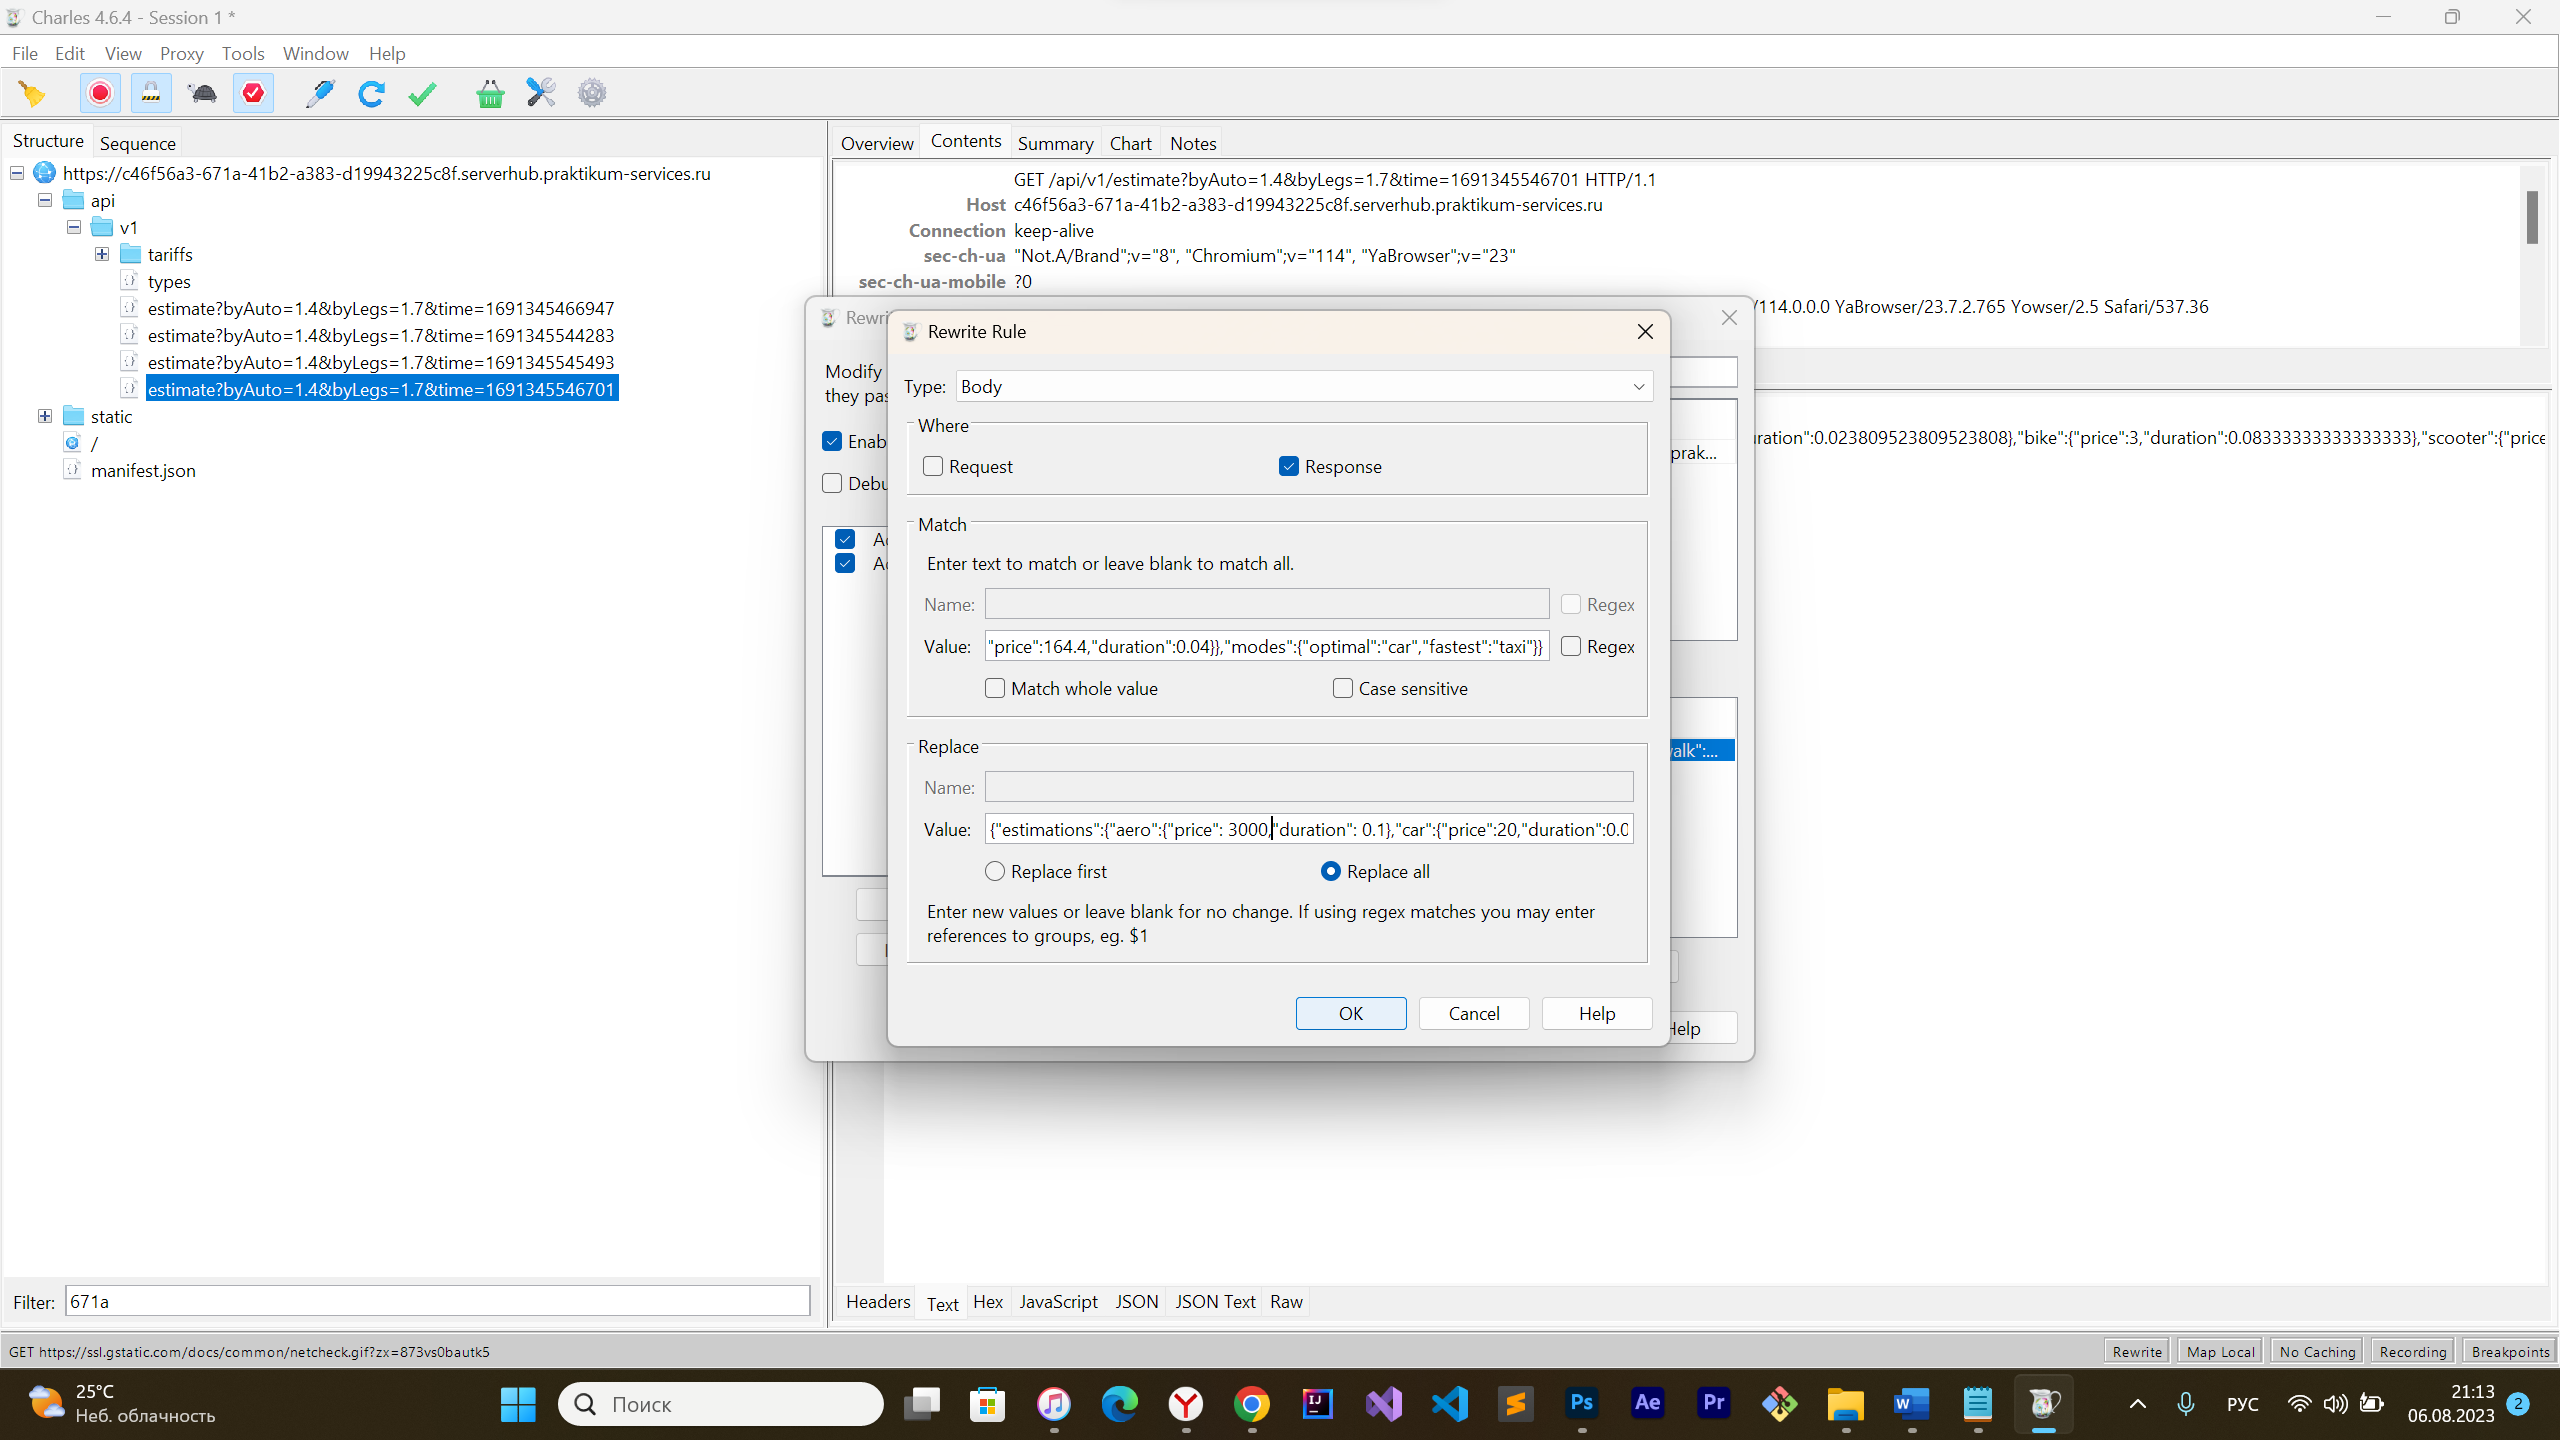 Charles 4.6.4 - Session 1 *
File Edit View Proxy Tools Window Help
Structure Sequence
https://c46f56a3-671a-41b2-a383-d19943225c8f.serverhub.praktikum-services.ru
api
v1
tariffs
types
estimate?byAuto=1.4&byLegs=1.7&time=1691345466947
estimate?byAuto=1.4&byLegs=1.7&time=1691345544283
estimate?byAuto=1.4&byLegs=1.7&time=1691345545493
estimate?byAuto=1.4&byLegs=1.7&time=1691345546701
static
/
manifest.json
Filter: 671a
Overview Contents Summary Chart Notes
GET /api/v1/estimate?byAuto=1.4&byLegs=1.7&time=1691345546701 HTTP/1.1
Host c46f56a3-671a-41b2-a383-d19943225c8f.serverhub.praktikum-services.ru
Connection keep-alive
sec-ch-ua "Not.A/Brand";v="8", "Chromium";v="114", "YaBrowser";v="23"
sec-ch-ua-mobile ?0
/114.0.0.0 YaBrowser/23.7.2.765 Yowser/2.5 Safari/537.36
uration":0.023809523809523808},"bike":{"price":3,"duration":0.08333333333333333},"scooter":{"price
Rewri
Modify
they pas
Enab
Debu
Ad
Ad
prak...
valk":...
Help
Rewrite Rule
Type: Body
Where
Request Response
Match
Enter text to match or leave blank to match all.
Name: Regex
Value: "price":164.4,"duration":0.04}},"modes":{"optimal":"car","fastest":"taxi"}} Regex
Match whole value Case sensitive
Replace
Name:
Value: {"estimations":{"aero":{"price": 3000,"duration": 0.1},"car":{"price":20,"duration":0.0
Replace first Replace all
Enter new values or leave blank for no change. If using regex matches you may enter
references to groups, eg. $1
OK Cancel Help
Headers Text Hex JavaScript JSON JSON Text Raw
GET https://ssl.gstatic.com/docs/common/netcheck.gif?zx=873vs0bautk5
Rewrite Map Local No Caching Recording Breakpoints
25°C
Неб. облачность
Поиск
Ps Ae Pr
РУС
21:13
06.08.2023
2